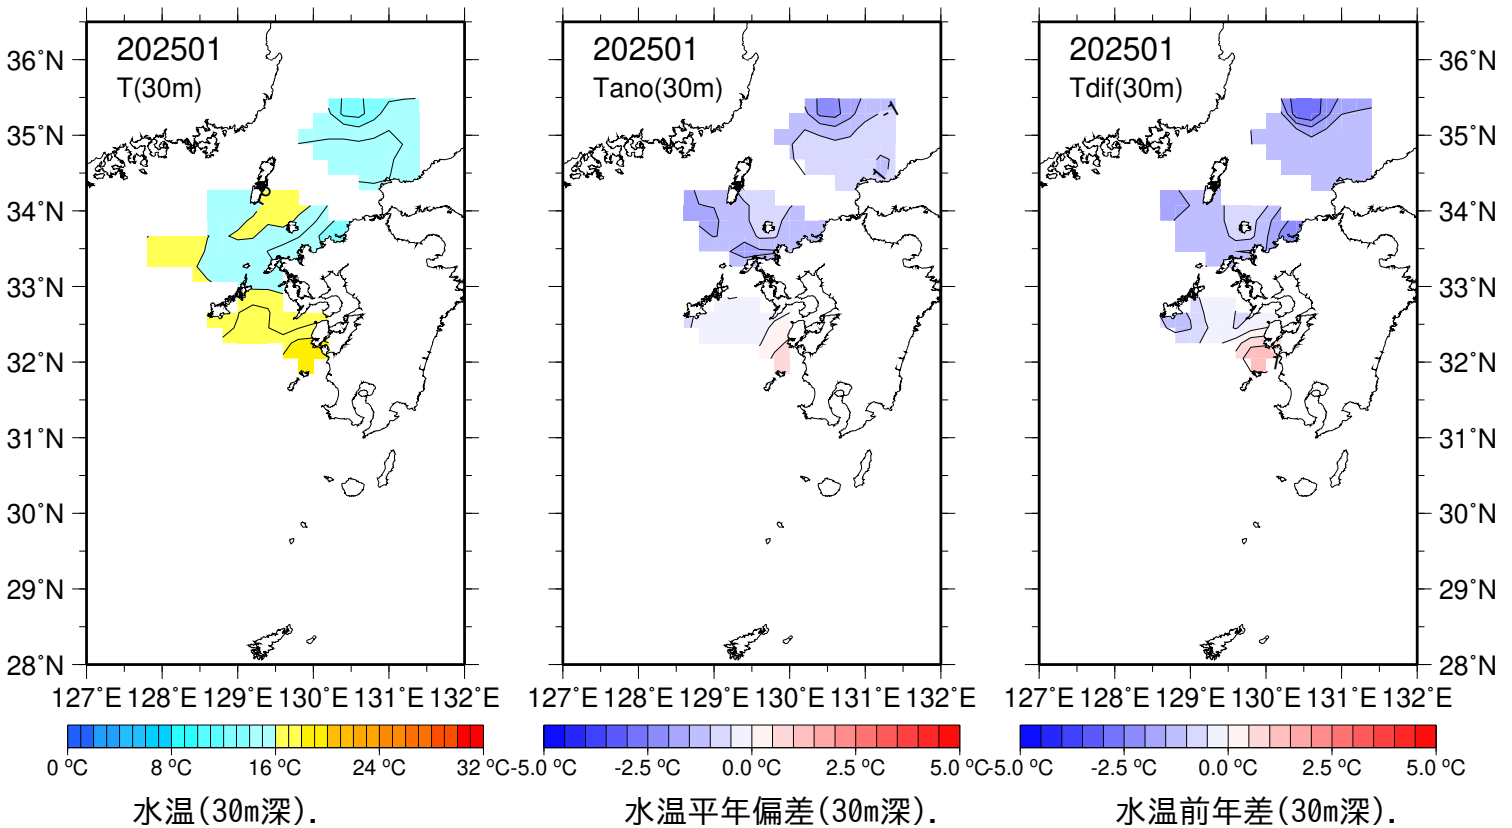 202501
T(30m)
36°N
35°N
34°N
33°N
32°N
31°N
30°N
29°N
28°N
127°E 128°E 129°E 130°E 131°E 132°E
0 °C 8 °C 16 °C 24 °C 32 °C
水温(30m深).
202501
Tano(30m)
-1
127°E 128°E 129°E 130°E 131°E 132°E
-5.0 °C -2.5 °C 0.0 °C 2.5 °C 5.0 °C
水温平年偏差(30m深).
202501
Tdif(30m)
36°N
35°N
34°N
33°N
32°N
31°N
30°N
29°N
28°N
127°E 128°E 129°E 130°E 131°E 132°E
-5.0 °C -2.5 °C 0.0 °C 2.5 °C 5.0 °C
水温前年差(30m深).